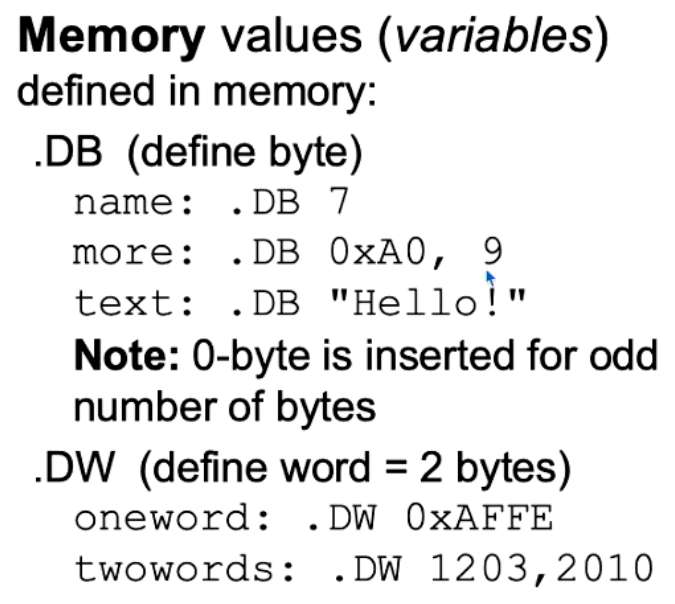 Memory values (variables)
defined in memory:
.DB (define byte)
name: .DB 7
more: .DB 0xA0, 9
text: .DB "Hello!"
Note: 0-byte is inserted for odd
number of bytes
.DW (define word = 2 bytes)
oneword: .DW 0xAFFE
twowords: .DW 1203,2010